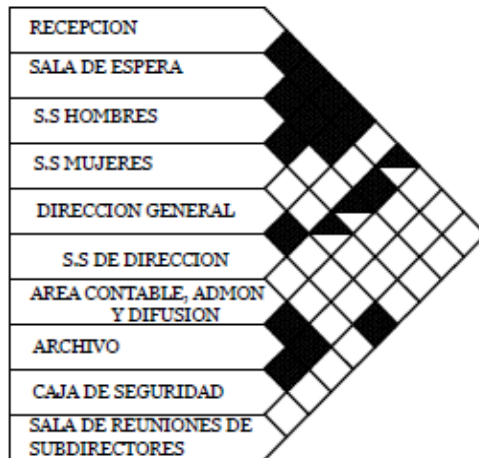 RECEPCION
SALA DE ESPERA
S.S HOMBRES
S.S MUJERES
DIRECCION GENERAL
S.S DE DIRECCION
AREA CONTABLE, ADMON
Y DIFUSION
ARCHIVO
CAJA DE SEGURIDAD
SALA DE REUNIONES DE
SUBDIRECTORES